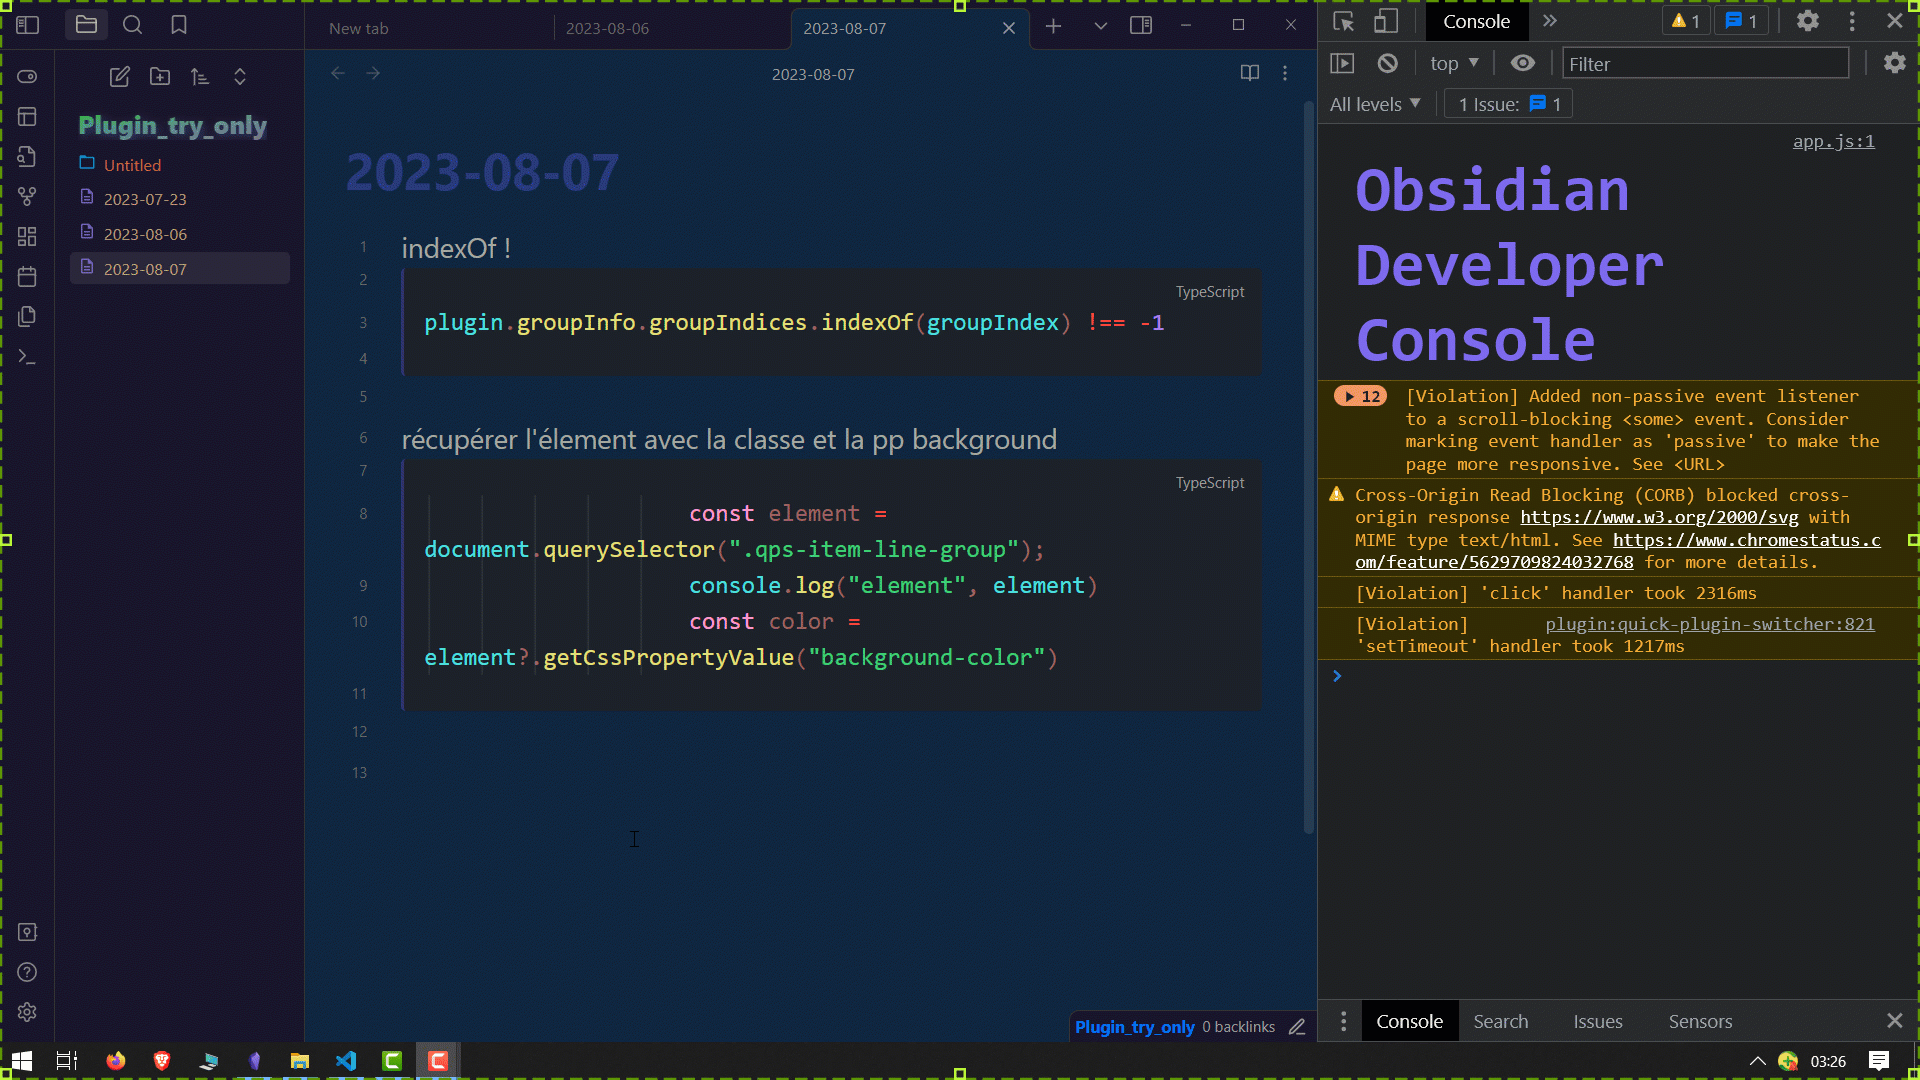 New tab
2023-08-06
2023-08-07
Plugin_try_only
Untitled
2023-07-23
2023-08-06
2023-08-07
2023-08-07
2023-08-07
1 indexOf !
2
TypeScript
3 plugin.groupInfo.groupIndices.indexOf(groupIndex) !== -1
4
5
6 récupérer l'élement avec la classe et la pp background
7
TypeScript
8 const element =
document.querySelector(".qps-item-line-group");
9 console.log("element", element)
10 const color =
element?.getCssPropertyValue("background-color")
11
12
13
Plugin_try_only 0 backlinks
Console 1 1
top Filter
All levels 1 Issue: 1
app.js:1
Obsidian
Developer
Console
12 [Violation] Added non-passive event listener
to a scroll-blocking <some> event. Consider
marking event handler as 'passive' to make the
page more responsive. See <URL>
Cross-Origin Read Blocking (CORB) blocked cross-
origin response https://www.w3.org/2000/svg with
MIME type text/html. See https://www.chromestatus.c
om/feature/5629709824032768 for more details.
[Violation] 'click' handler took 2316ms
[Violation] plugin:quick-plugin-switcher:821
'setTimeout' handler took 1217ms
Console Search Issues Sensors
03:26